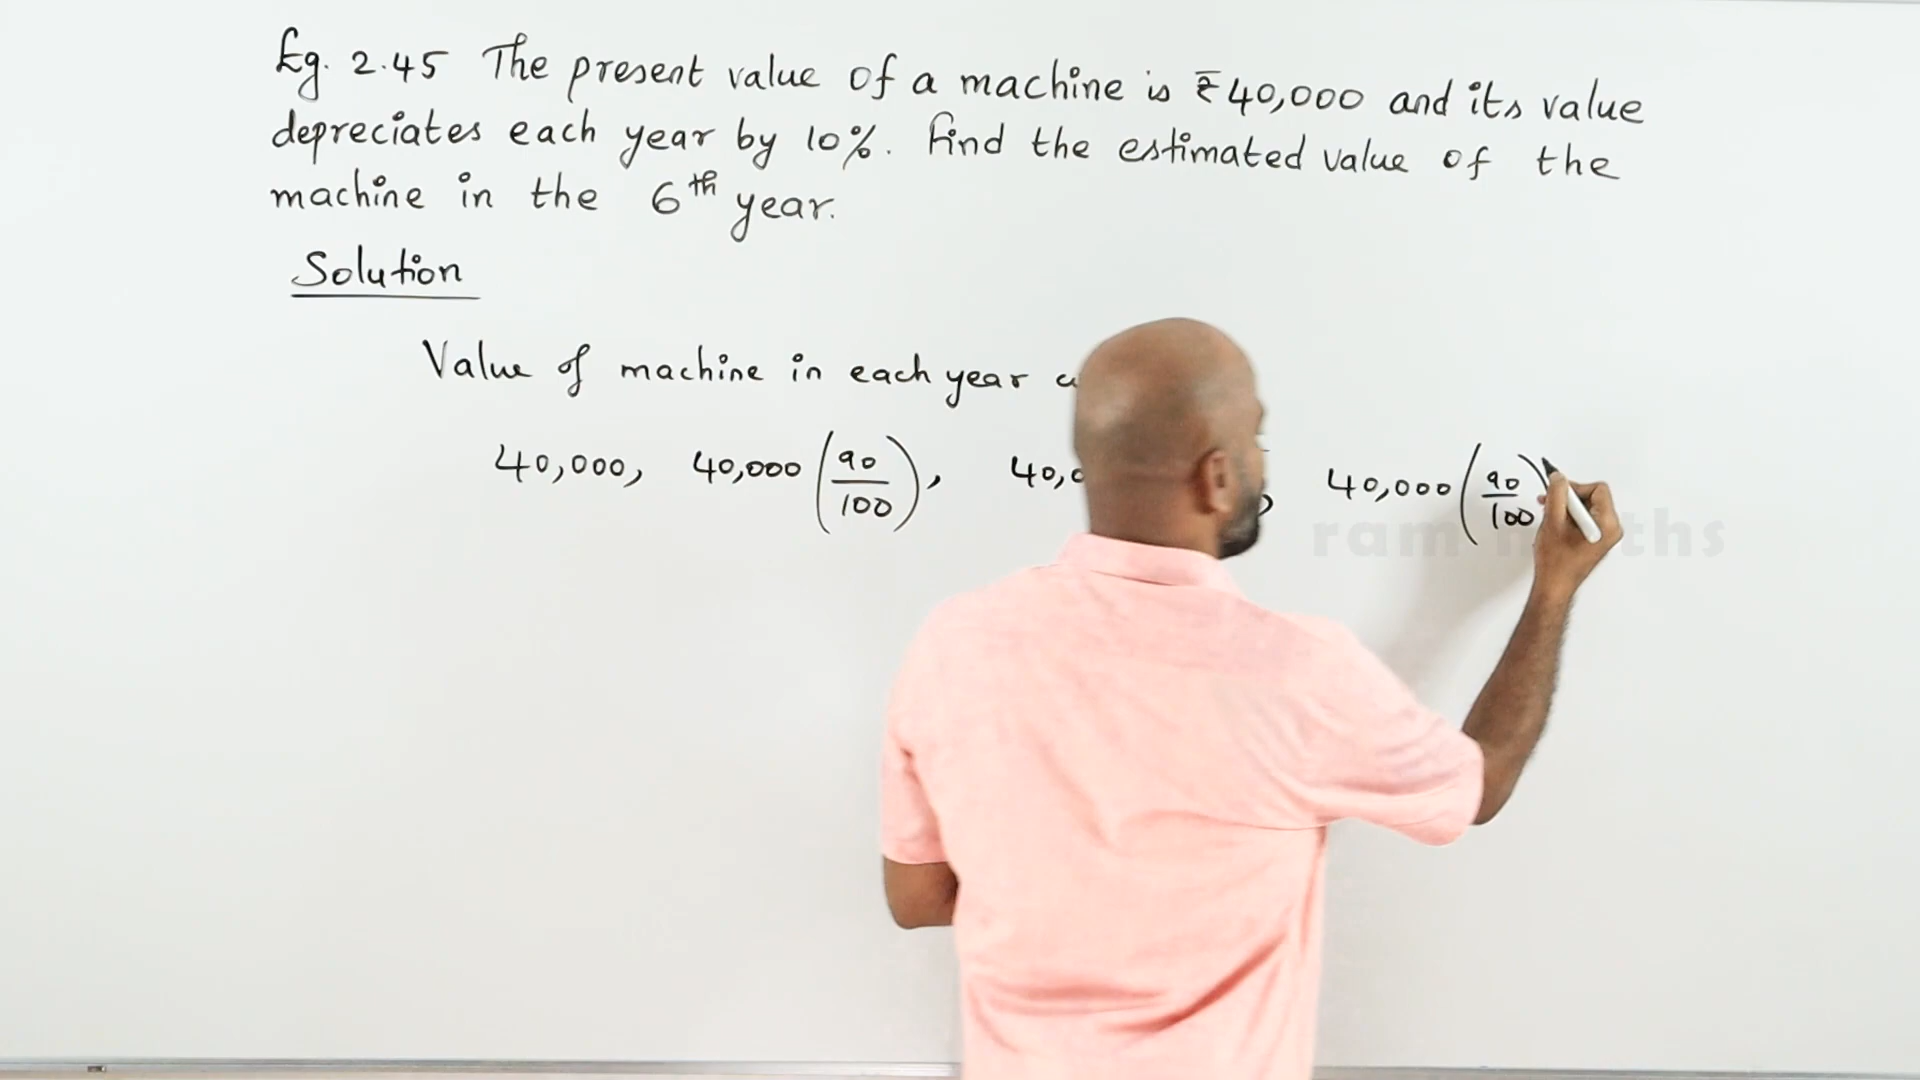 Eg. 2.45 The present value of a machine is ₹40,000 and its value
depreciates each year by 10%. Find the estimated value of the
machine in the 6th year.
Solution
Value of machine in each year
40,000, 40,000 (90/100), 40,0 , 40,000 (90/100)
ram maths